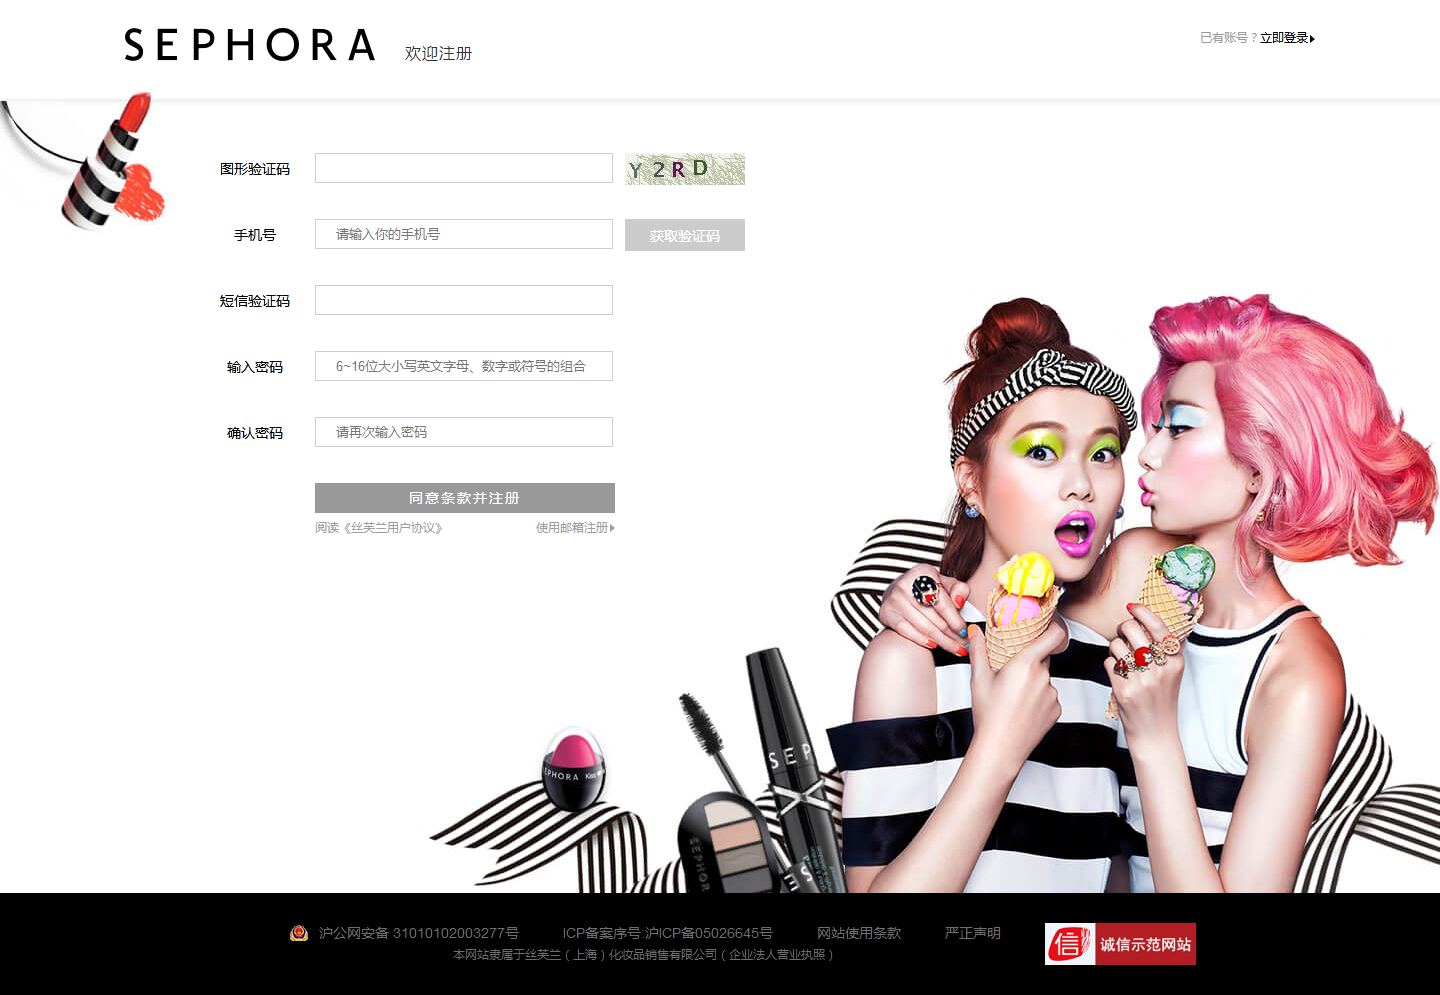 SEPHORA 欢迎注册
已有账号？立即登录
图形验证码
Y2RD
手机号
请输入你的手机号
获取验证码
短信验证码
输入密码
6~16位大小写英文字母、数字或符号的组合
确认密码
请再次输入密码
同意条款并注册
阅读《丝芙兰用户协议》
使用邮箱注册
SEP
SEPHOR
沪公网安备 31010102003277号
ICP备案序号:沪ICP备05026645号
网站使用条款
严正声明
信 诚信示范网站
本网站隶属于丝芙兰（上海）化妆品销售有限公司（企业法人营业执照）